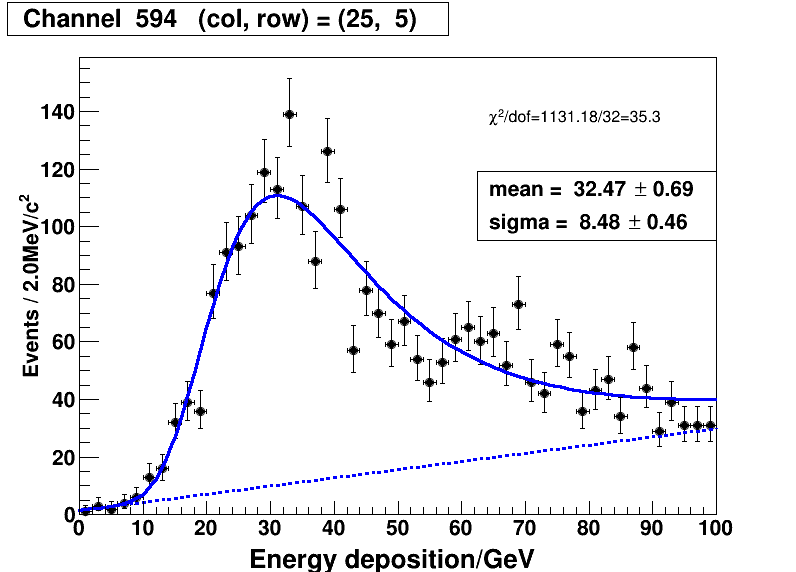 Channel 594 (col, row) = (25, 5)
χ²/dof=1131.18/32=35.3
mean = 32.47 ± 0.69
sigma = 8.48 ± 0.46
Events / 2.0MeV/c²
140
120
100
80
60
40
20
0
0 10 20 30 40 50 60 70 80 90 100
Energy deposition/GeV